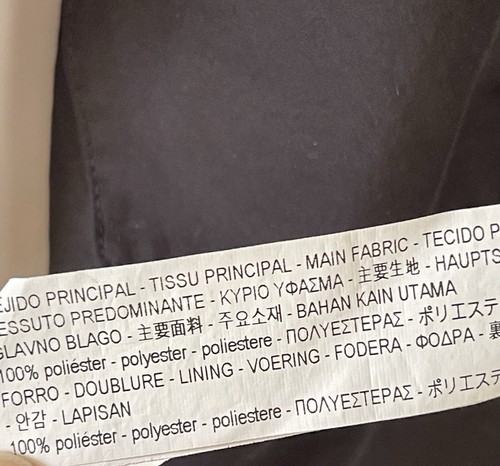 EJIDO PRINCIPAL - TISSU PRINCIPAL - MAIN FABRIC - TECIDO P
ESSUTO PREDOMINANTE - ΚΥΡΙΟ ΥΦΑΣΜΑ - 主要生地 - HAUPTS
GLAVNO BLAGO - 主要面料 - 주요소재 - BAHAN KAIN UTAMA
100% poliéster - polyester - poliestere - ΠΟΛΥΕΣΤΕΡΑΣ - ポリエステ
FORRO - DOUBLURE - LINING - VOERING - FODERA - ΦΟΔΡΑ - 裏
- 안감 - LAPISAN
100% poliéster - polyester - poliestere - ΠΟΛΥΕΣΤΕΡΑΣ - ポリエステ